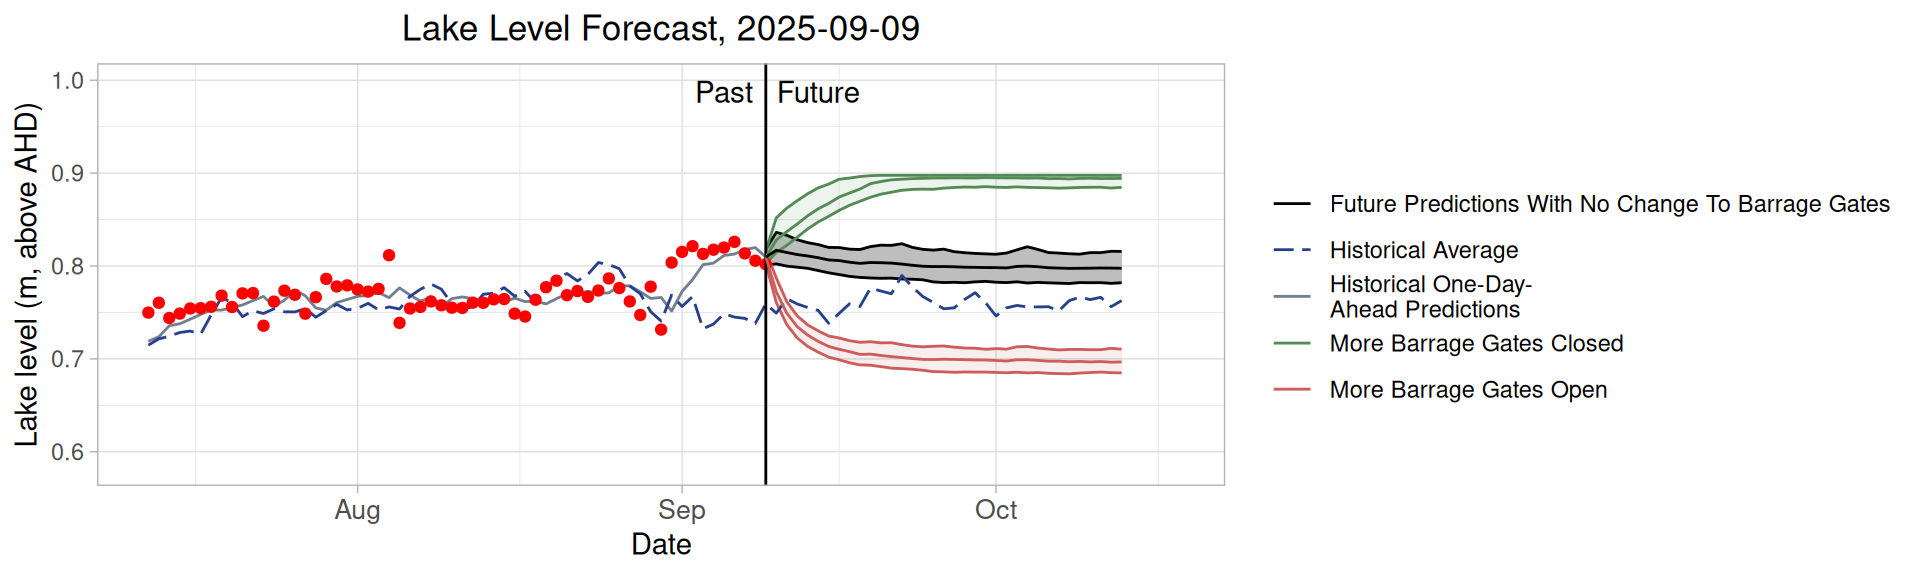 Lake Level Forecast, 2025-09-09
Lake level (m, above AHD)
1.0
0.9
0.8
0.7
0.6
Past
Future
Aug
Sep
Oct
Date
Future Predictions With No Change To Barrage Gates
Historical Average
Historical One-Day-
Ahead Predictions
More Barrage Gates Closed
More Barrage Gates Open